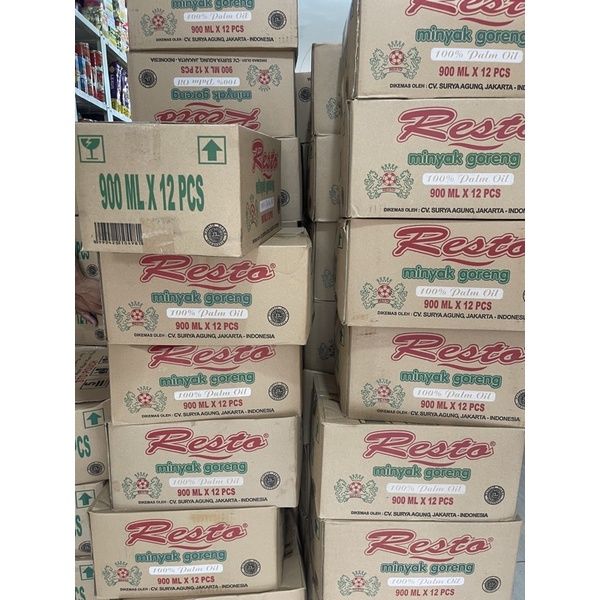 100% Palm Oil
900 ML X 12 PCS
DIKEMAS OLEH : CV. SURYA AGUNG, JAKARTA - INDONESIA
DIKEMAS OLEH : CV. SURYA AGUNG, JAKARTA - INDONESIA
900 ML X 12 PCS
100% Palm Oil
minyak goreng
Resto
900 ML X 12 PCS
Resto
Resto®
minyak goreng
100% Palm Oil
900 ML X 12 PCS
DIKEMAS OLEH : CV. SURYA AGUNG, JAKARTA - INDONESIA
Resto®
minyak goreng
100% Palm Oil
900 ML X 12 PCS
DIKEMAS OLEH : CV. SURYA AGUNG, JAKARTA - INDONESIA
Resto®
minyak goreng
100% Palm Oil
900 ML X 12 PCS
DIKEMAS OLEH : CV. SURYA AGUNG, JAKARTA - INDONESIA
Resto®
minyak goreng
100% Palm Oil
900 ML X 12 PCS
PCS
Resto
minyak goreng
100% Palm Oil
900 ML X 12 PCS
DIKEMAS OLEH : CV. SURYA AGUNG, JAKARTA - INDONESIA
Resto
minyak goreng
100% Palm Oil
900 ML X 12 PCS
DIKEMAS OLEH : CV. SURYA AGUNG, JAKARTA - INDONESIA
Resto
minyak goreng
100% Palm Oil
900 ML X 12 PCS
DIKEMAS OLEH : CV. SURYA AGUNG, JAKARTA - INDONESIA
Resto
minyak goreng
100% Palm Oil
900 ML X 12 PCS
Resto®
minyak goreng
100% Palm Oil
900 ML X 12 PCS
DIKEMAS OLEH : CV. SURYA AGUNG, JAKARTA - INDONESIA
Resto®
minyak goreng
100% Palm Oil
900 ML X 12 PCS